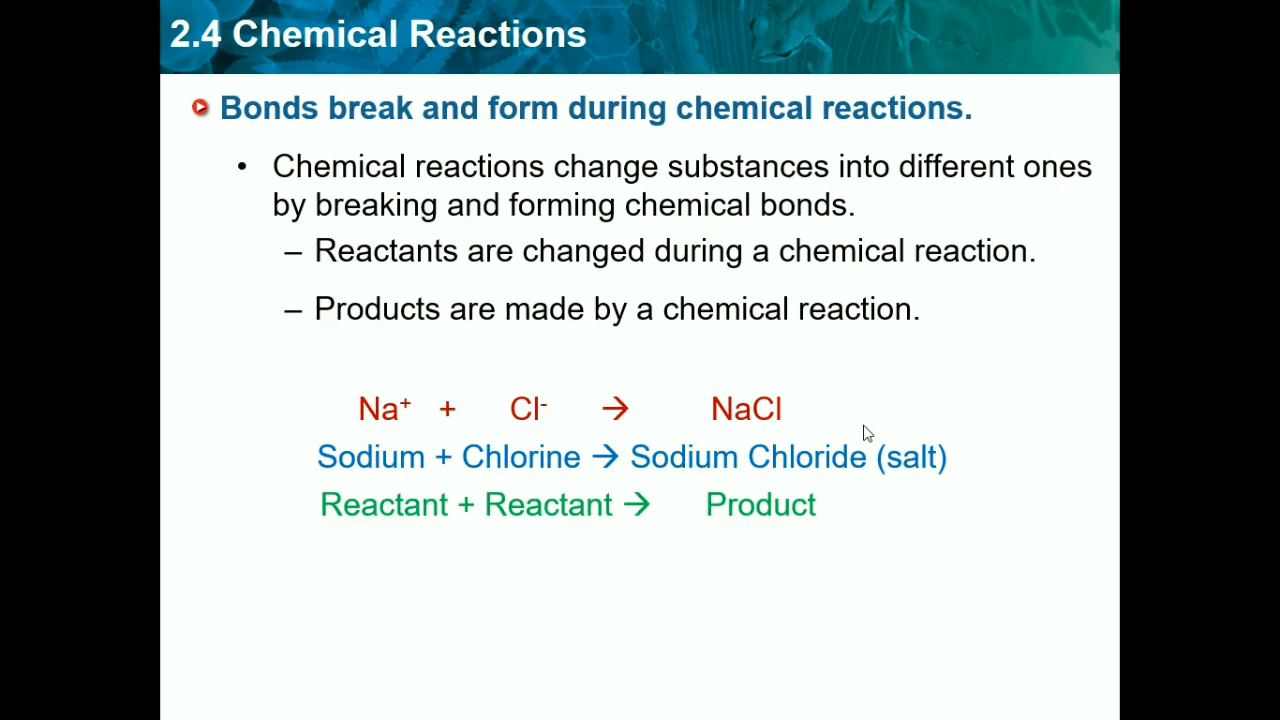 2.4 Chemical Reactions
Bonds break and form during chemical reactions.
• Chemical reactions change substances into different ones
by breaking and forming chemical bonds.
– Reactants are changed during a chemical reaction.
– Products are made by a chemical reaction.
Na⁺ + Cl⁻ → NaCl
Sodium + Chlorine → Sodium Chloride (salt)
Reactant + Reactant → Product